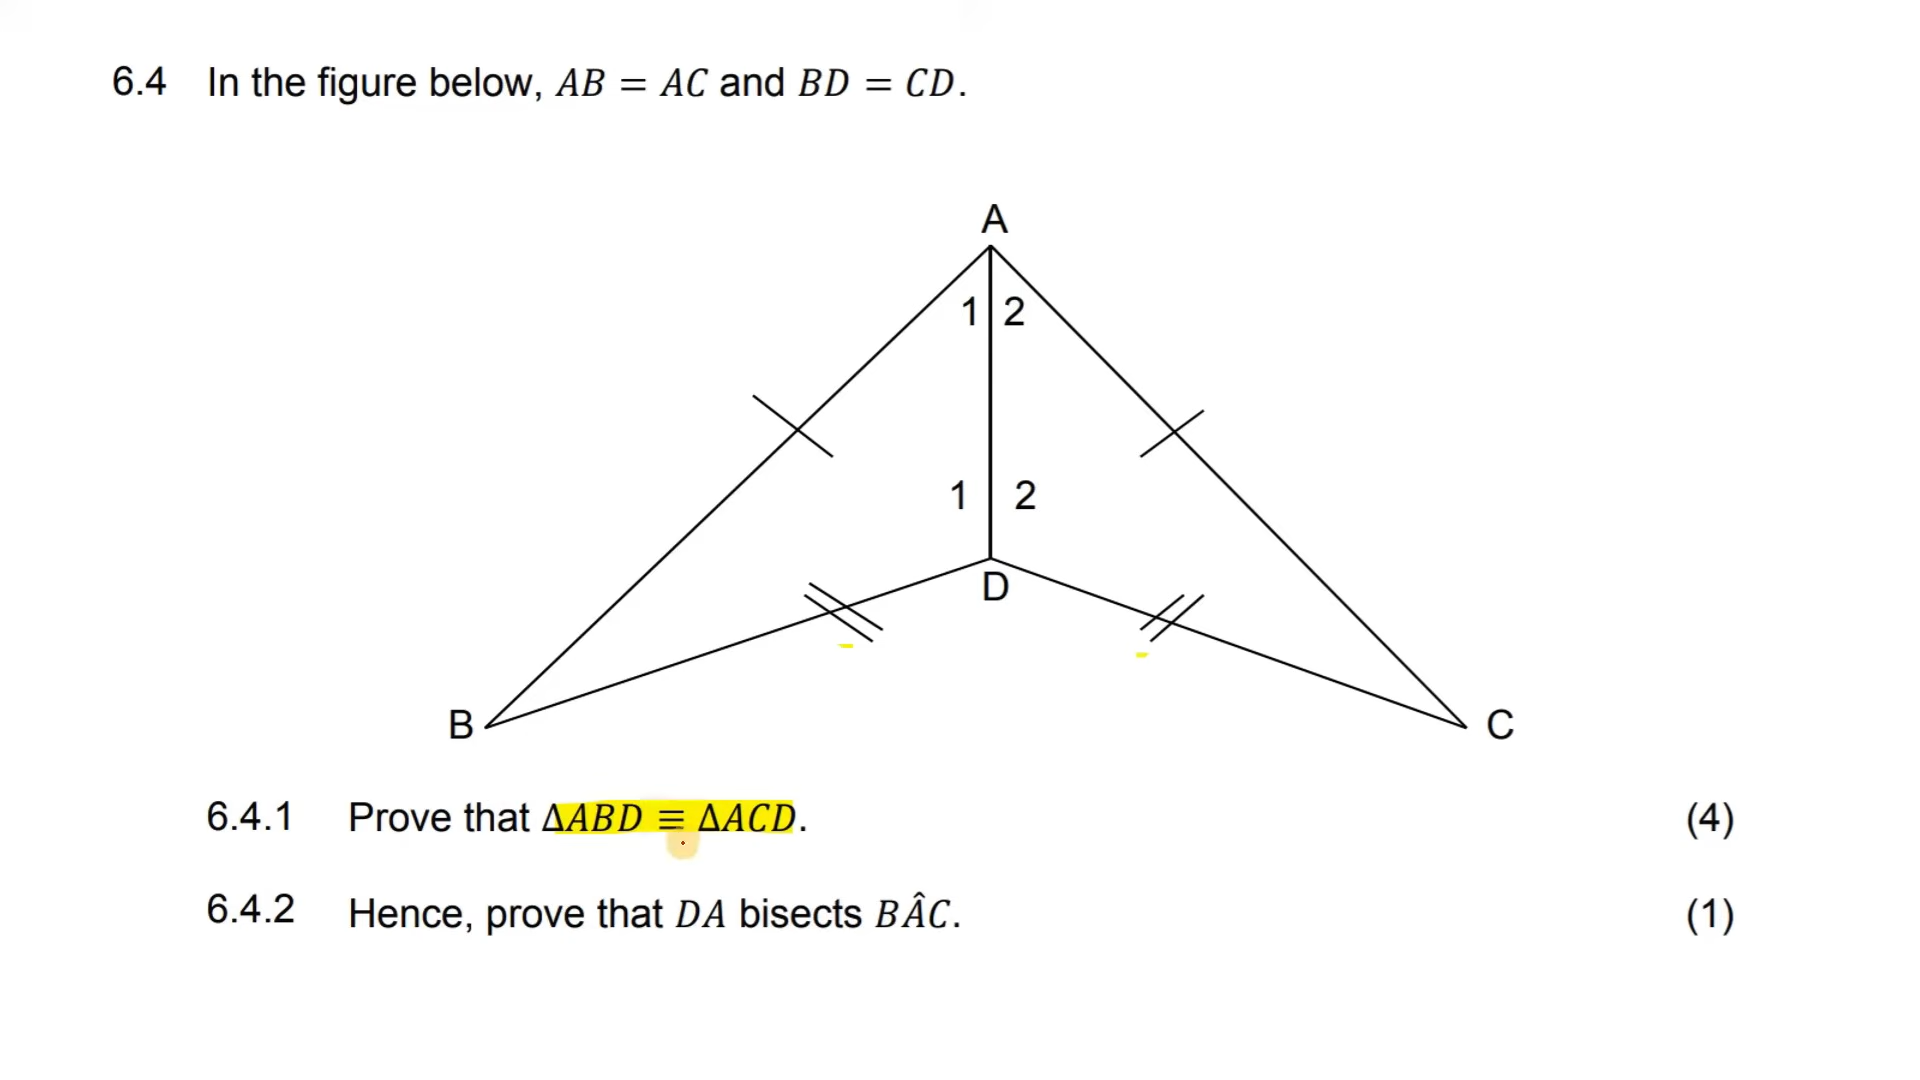 6.4 In the figure below, AB = AC and BD = CD.
A
1 2
1 2
D
B C
6.4.1 Prove that ΔABD ≡ ΔACD. (4)
6.4.2 Hence, prove that DA bisects BÂC. (1)